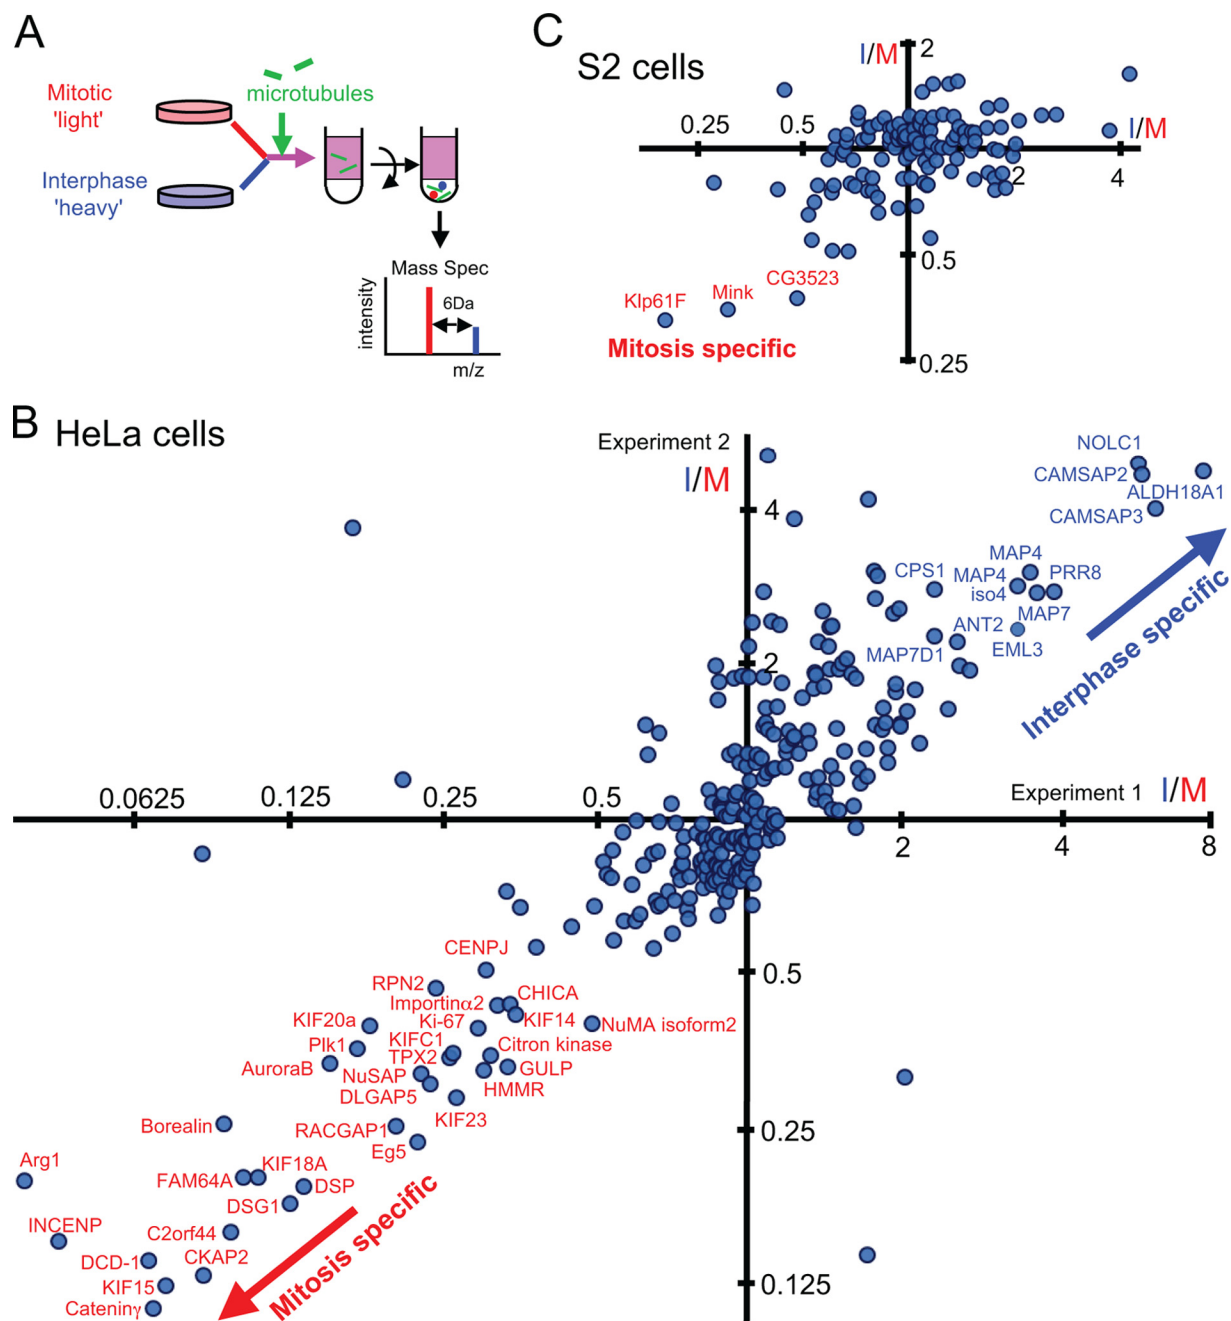 A
Mitotic
'light'
microtubules
Interphase
'heavy'
Mass Spec
intensity
6Da
m/z
C
S2 cells
I/M
2
0.25
0.5
I/M
2
4
0.5
0.25
CG3523
Mink
Klp61F
Mitosis specific
B
HeLa cells
Experiment 2
I/M
4
2
NOLC1
CAMSAP2
ALDH18A1
CAMSAP3
MAP4
CPS1
MAP4
iso4
PRR8
MAP7
ANT2
EML3
MAP7D1
Interphase specific
0.0625
0.125
0.25
0.5
Experiment 1
I/M
2
4
8
0.5
0.25
0.125
CENPJ
RPN2
Importinα2
CHICA
KIF20a
Ki-67
KIF14
NuMA isoform2
Plk1
KIFC1
Citron kinase
TPX2
AuroraB
NuSAP
GULP
DLGAP5
HMMR
KIF23
Borealin
RACGAP1
Eg5
Arg1
KIF18A
FAM64A
DSP
DSG1
INCENP
C2orf44
DCD-1
CKAP2
KIF15
Cateninγ
Mitosis specific